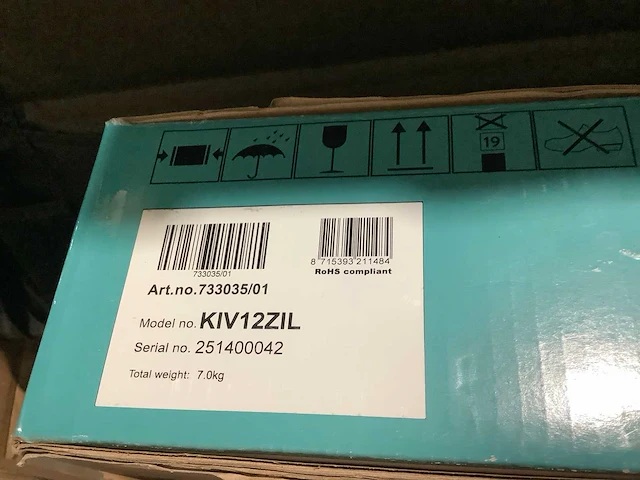 19
733035/01
8 715393 211484
RoHS compliant
Art.no.733035/01
Model no. KIV12ZIL
Serial no. 251400042
Total weight: 7.0kg